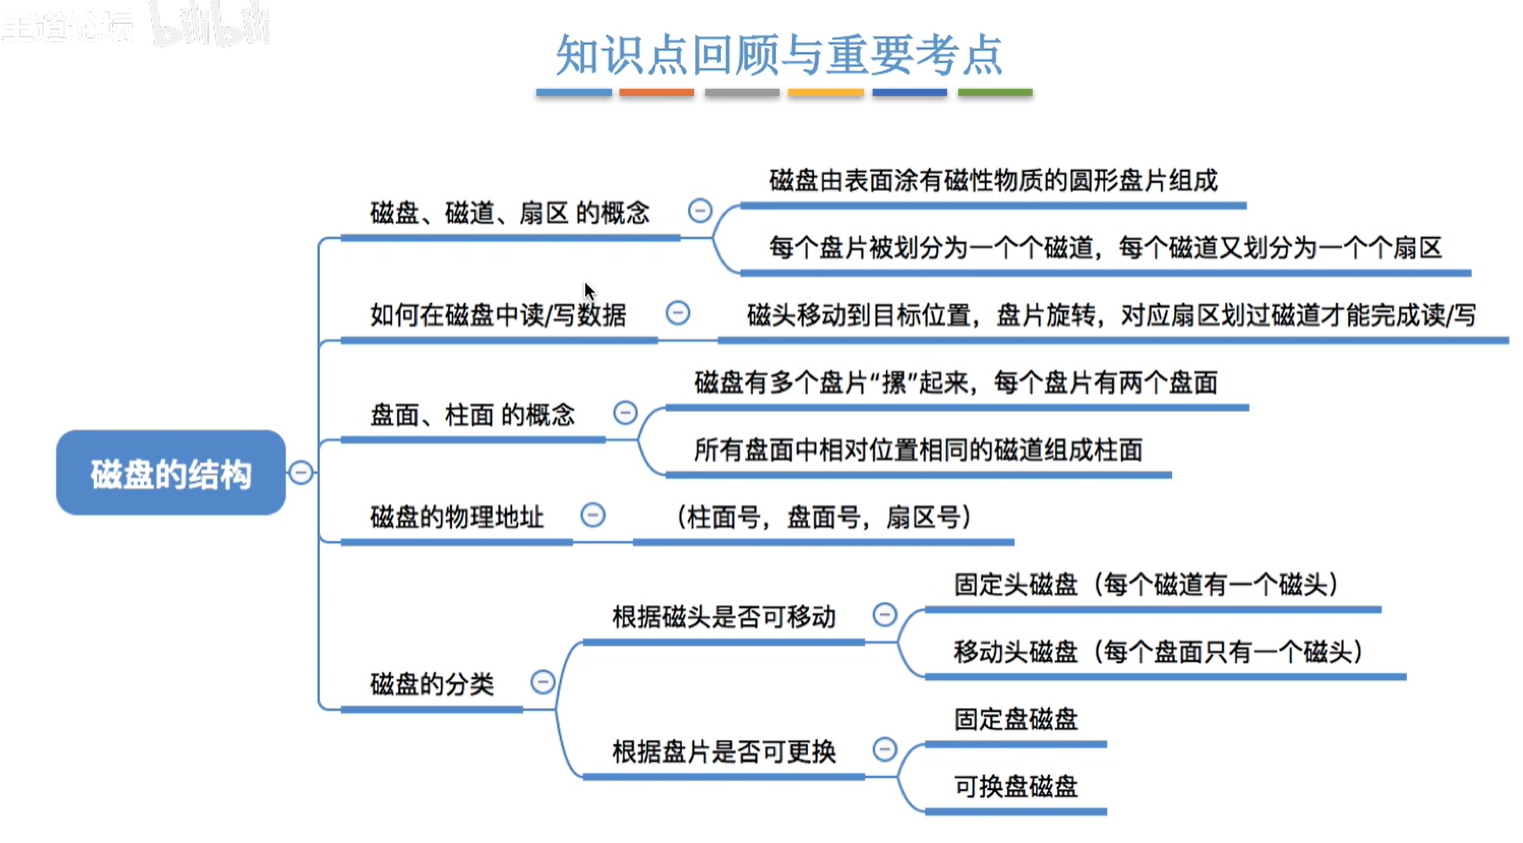 王道论坛 bilibili
知识点回顾与重要考点
磁盘、磁道、扇区 的概念
磁盘由表面涂有磁性物质的圆形盘片组成
每个盘片被划分为一个个磁道，每个磁道又划分为一个个扇区
如何在磁盘中读/写数据
磁头移动到目标位置，盘片旋转，对应扇区划过磁道才能完成读/写
盘面、柱面 的概念
磁盘有多个盘片“摞”起来，每个盘片有两个盘面
所有盘面中相对位置相同的磁道组成柱面
磁盘的结构
磁盘的物理地址
（柱面号，盘面号，扇区号）
磁盘的分类
根据磁头是否可移动
固定头磁盘（每个磁道有一个磁头）
移动头磁盘（每个盘面只有一个磁头）
根据盘片是否可更换
固定盘磁盘
可换盘磁盘